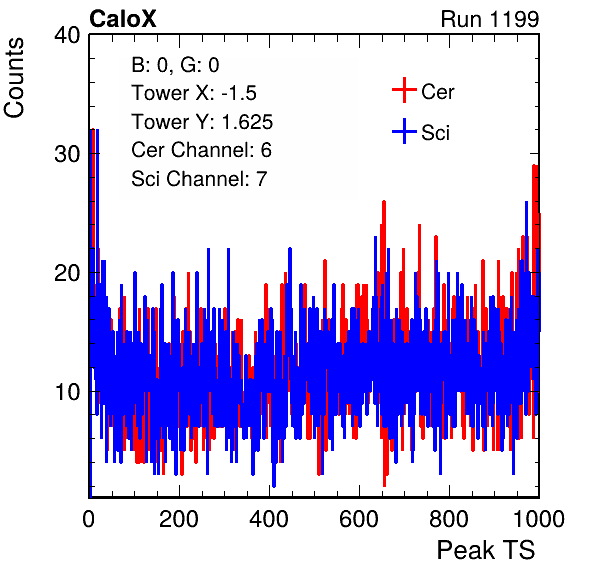 CaloX Run 1199
Counts
40
30
20
10
B: 0, G: 0
Tower X: -1.5
Tower Y: 1.625
Cer Channel: 6
Sci Channel: 7
Cer
Sci
0 200 400 600 800 1000
Peak TS